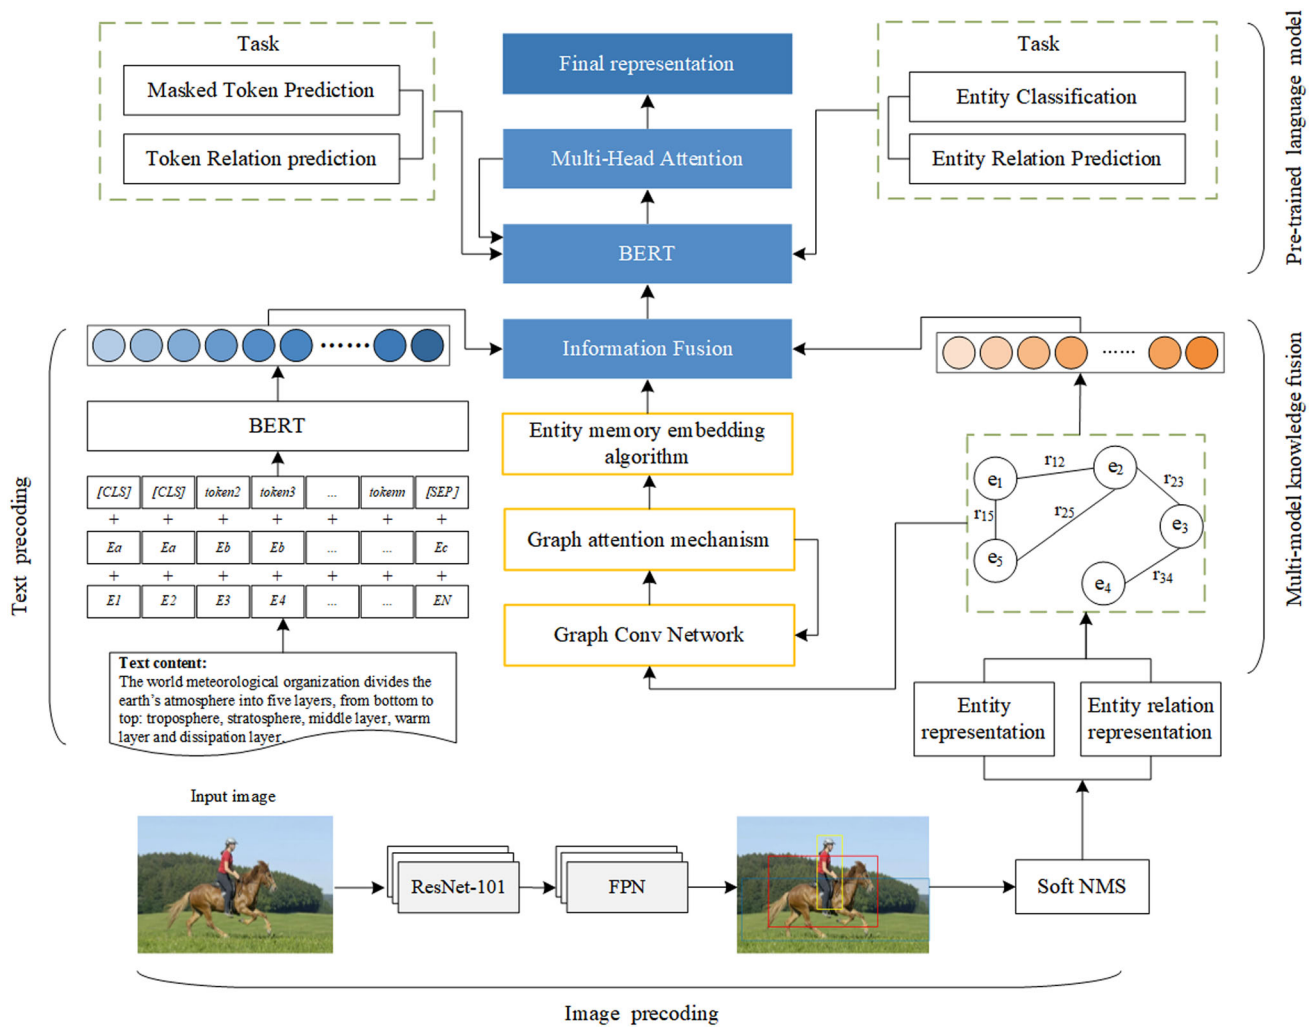 Task
Masked Token Prediction
Token Relation prediction
Final representation
Multi-Head Attention
BERT
Task
Entity Classification
Entity Relation Prediction
Pre-trained language model
Information Fusion
Entity memory embedding
algorithm
Graph attention mechanism
Graph Conv Network
Text precoding
......
BERT
[CLS] [CLS] token2 token3 ... tokenn [SEP]
+ + + + + + +
Ea Ea Eb Eb ... ... Ec
+ + + + + + +
E1 E2 E3 E4 ... ... EN
Text content:
The world meteorological organization divides the
earth's atmosphere into five layers, from bottom to
top: troposphere, stratosphere, middle layer, warm
layer and dissipation layer.
......
e1 r12 e2 r23 e3 r34 e4 r15 r25 e5
Multi-model knowledge fusion
Entity
representation
Entity relation
representation
Input image
ResNet-101
FPN
Soft NMS
Image precoding